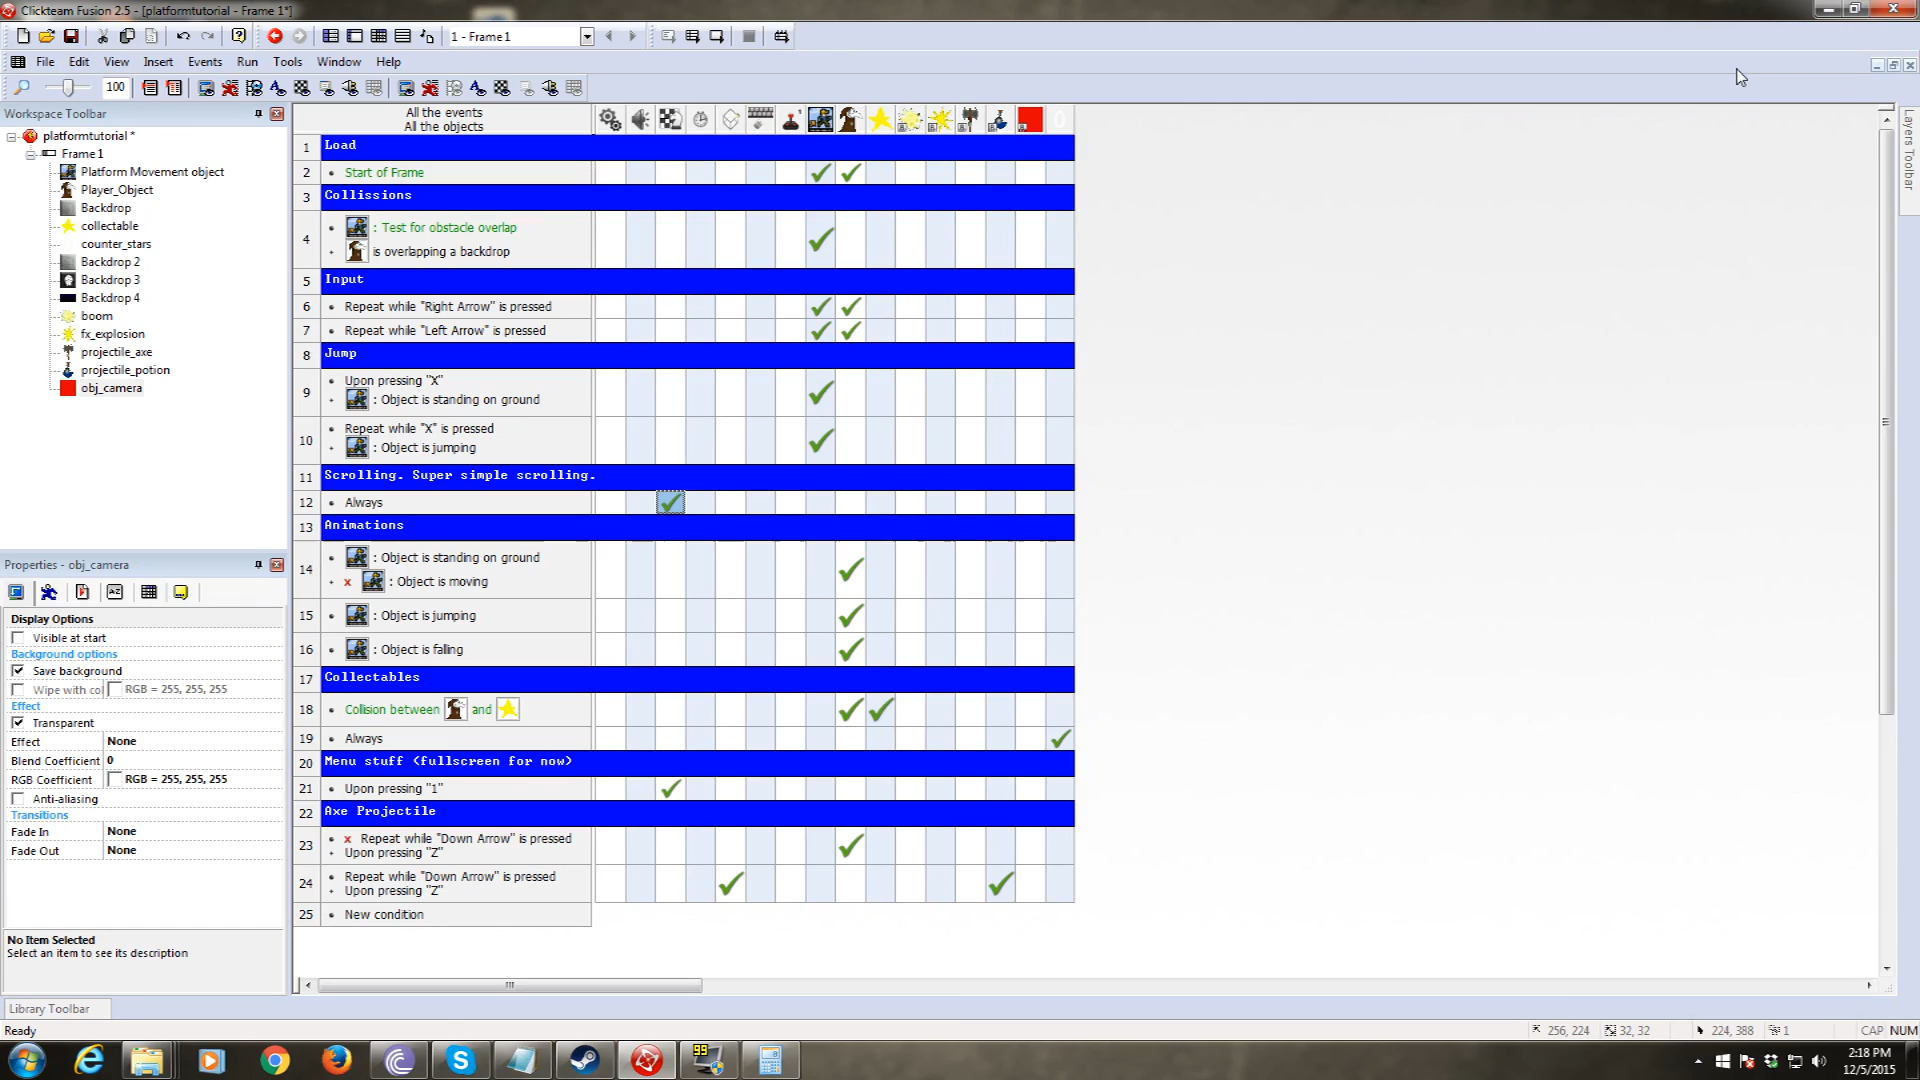 Clickteam Fusion 2.5 - [platformtutorial - Frame 1*]
1 - Frame 1
File Edit View Insert Events Run Tools Window Help
100
Workspace Toolbar
platformtutorial *
Frame 1
Platform Movement object
Player_Object
Backdrop
collectable
counter_stars
Backdrop 2
Backdrop 3
Backdrop 4
boom
fx_explosion
projectile_axe
projectile_potion
obj_camera
Properties - obj_camera
Display Options
Visible at start
Background options
Save background
Wipe with col RGB = 255, 255, 255
Effect
Transparent
Effect None
Blend Coefficient 0
RGB Coefficient RGB = 255, 255, 255
Anti-aliasing
Transitions
Fade In None
Fade Out None
No Item Selected
Select an item to see its description
Library Toolbar
Ready
All the events
All the objects
1 Load
2 • Start of Frame
3 Collissions
4 • : Test for obstacle overlap
+ is overlapping a backdrop
5 Input
6 • Repeat while "Right Arrow" is pressed
7 • Repeat while "Left Arrow" is pressed
8 Jump
9 • Upon pressing "X"
+ : Object is standing on ground
10 • Repeat while "X" is pressed
+ : Object is jumping
11 Scrolling. Super simple scrolling.
12 • Always
13 Animations
14 • : Object is standing on ground
+ X : Object is moving
15 • : Object is jumping
16 • : Object is falling
17 Collectables
18 • Collision between and
19 • Always
20 Menu stuff (fullscreen for now)
21 • Upon pressing "1"
22 Axe Projectile
23 • X Repeat while "Down Arrow" is pressed
+ Upon pressing "Z"
24 • Repeat while "Down Arrow" is pressed
+ Upon pressing "Z"
25 • New condition
Layers Toolbar
256, 224 32, 32 224, 388 1 CAP NUM
99
2:18 PM
12/5/2015